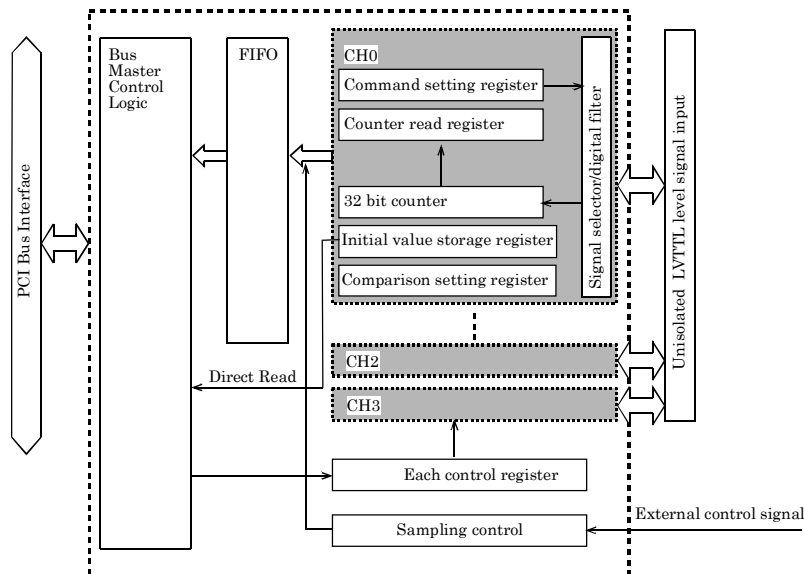 PCI Bus Interface
Bus
Master
Control
Logic
FIFO
CH0
Command setting register
Counter read register
32 bit counter
Initial value storage register
Comparison setting register
Signal selector/digital filter
Unisolated LVTTL level signal input
CH2
Direct Read
CH3
Each control register
Sampling control
External control signal